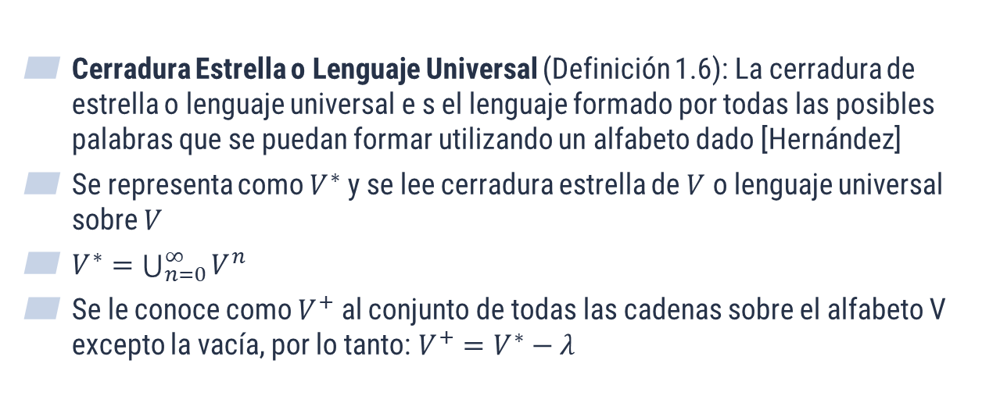 Cerradura Estrella o Lenguaje Universal (Definición 1.6): La cerradura de
estrella o lenguaje universal e s el lenguaje formado por todas las posibles
palabras que se puedan formar utilizando un alfabeto dado [Hernández]
Se representa como V* y se lee cerradura estrella de V o lenguaje universal
sobre V
V* = ⋃_{n=0}^{∞} V^n
Se le conoce como V⁺ al conjunto de todas las cadenas sobre el alfabeto V
excepto la vacía, por lo tanto: V⁺ = V* − λ